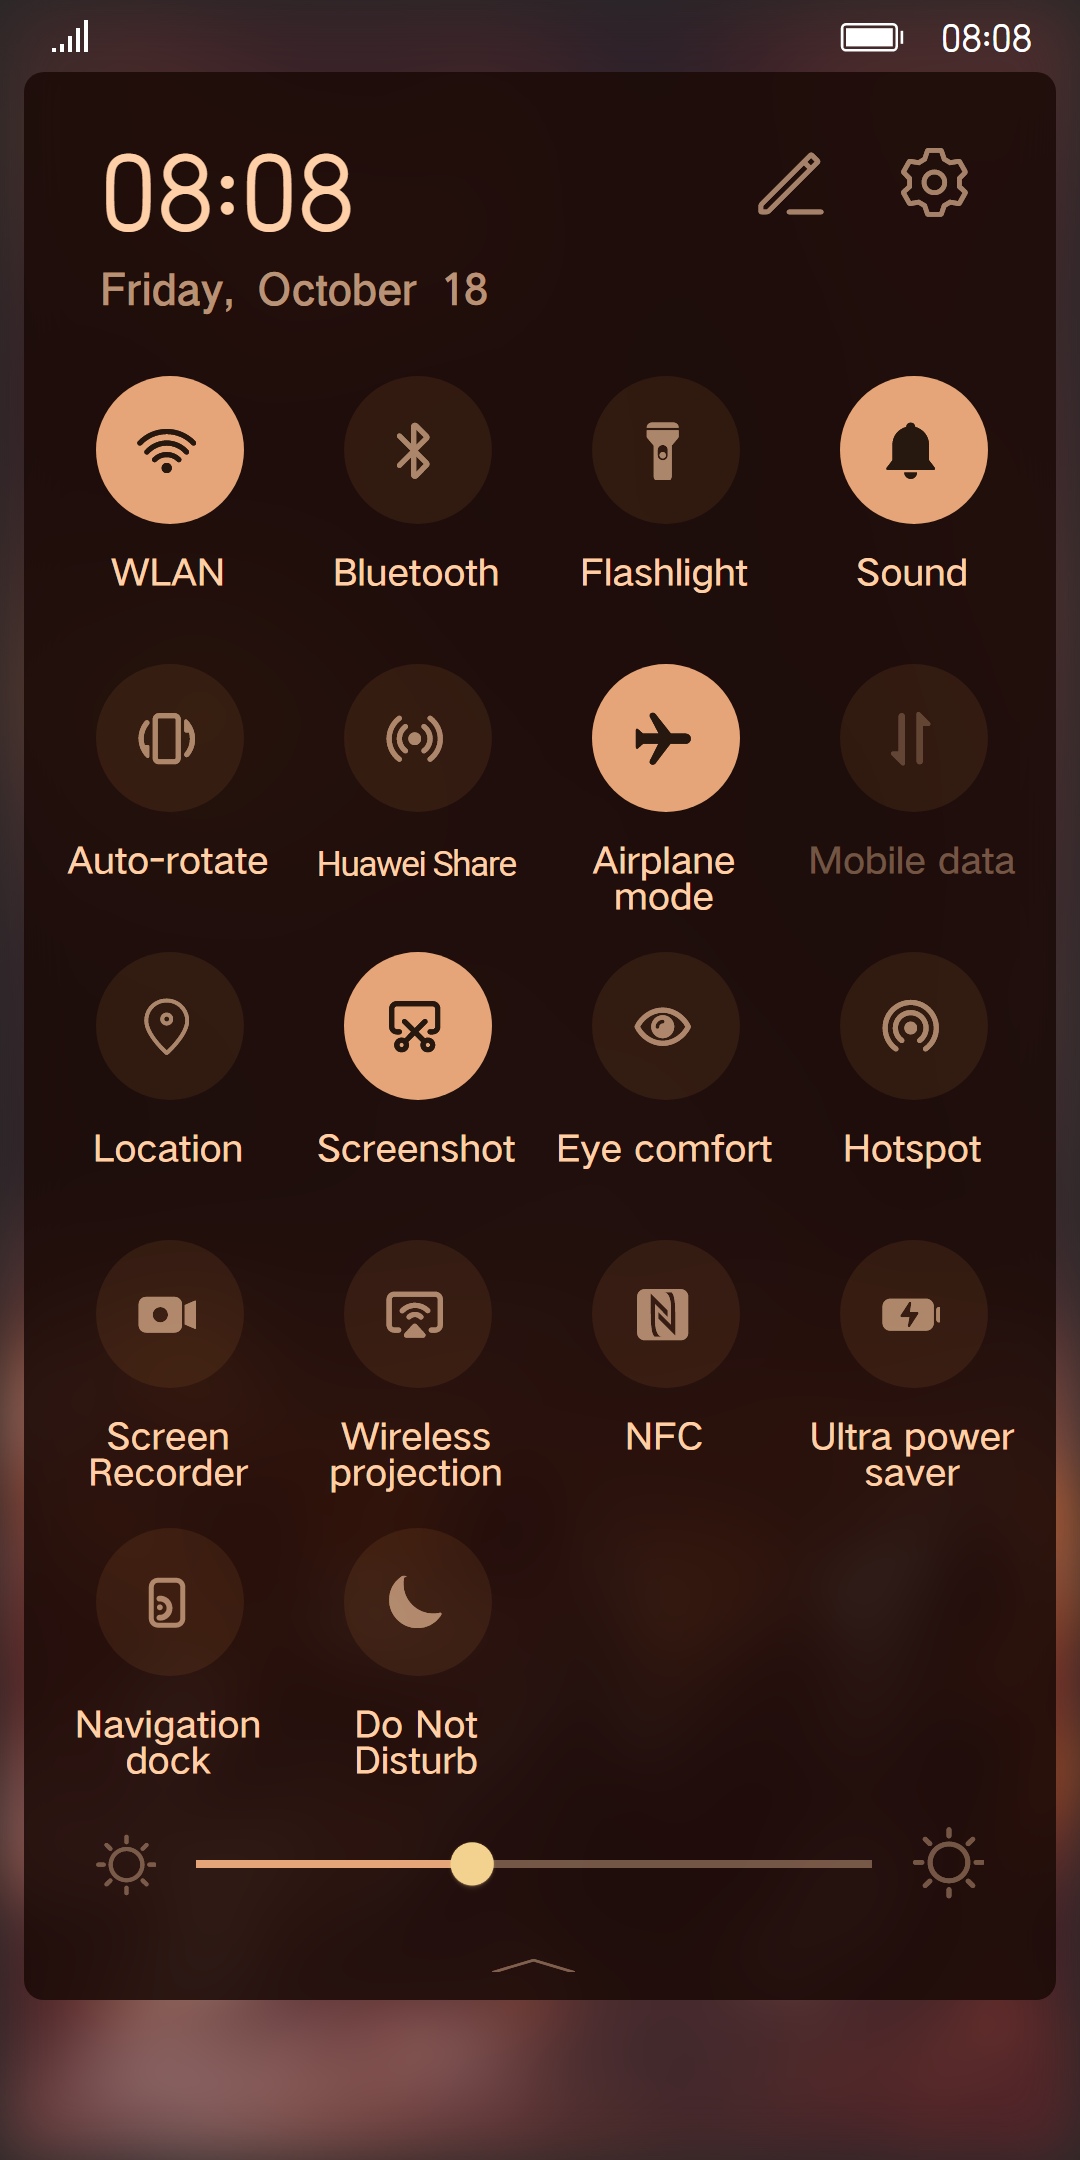 08:08
08:08
Friday, October 18
WLAN
Bluetooth
Flashlight
Sound
Auto-rotate
Huawei Share
Airplane
mode
Mobile data
Location
Screenshot
Eye comfort
Hotspot
Screen
Recorder
Wireless
projection
NFC
Ultra power
saver
Navigation
dock
Do Not
Disturb